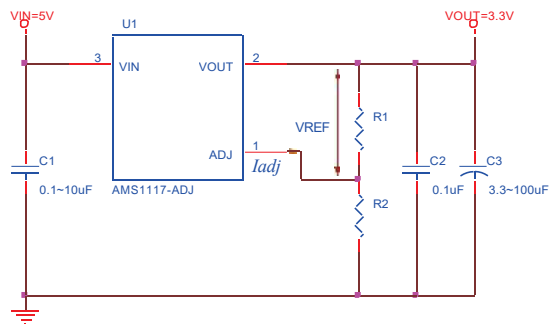 VIN=5V
VOUT=3.3V
U1
3
VIN
VOUT
2
VREF
R1
ADJ
1
Iadj
C1
0.1~10uF
AMS1117-ADJ
R2
C2
0.1uF
C3
3.3~100uF